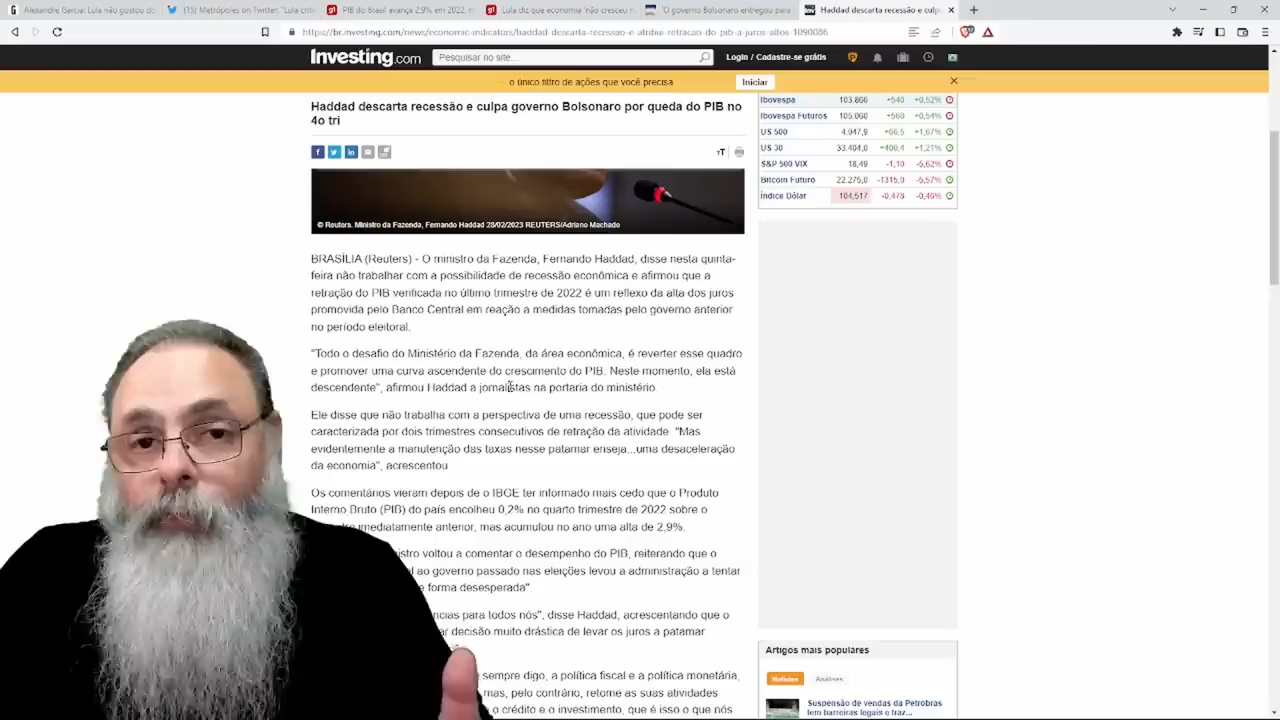 Alexandre Garcia: Lula não gostou do
(15) Metrópoles on Twitter: "Lula crit
PIB do Brasil avança 2,9% em 2022, m
Lula diz que economia 'não cresceu n
'O governo Bolsonaro entregou para
Haddad descarta recessão e culp
https://br.investing.com/news/economic-indicators/haddad-descarta-recessao-e-atribui-retracao-do-pib-a-juros-altos-1090086
Investing.com
Pesquisar no site...
Login / Cadastre-se grátis
o único filtro de ações que você precisa
Iniciar
Haddad descarta recessão e culpa governo Bolsonaro por queda do PIB no
4o tri
© Reuters. Ministro da Fazenda, Fernando Haddad 28/02/2023 REUTERS/Adriano Machado
BRASÍLIA (Reuters) - O ministro da Fazenda, Fernando Haddad, disse nesta quinta-
feira não trabalhar com a possibilidade de recessão econômica e afirmou que a
retração do PIB verificada no último trimestre de 2022 é um reflexo da alta dos juros
promovida pelo Banco Central em reação a medidas tomadas pelo governo anterior
no período eleitoral.
"Todo o desafio do Ministério da Fazenda, da área econômica, é reverter esse quadro
e promover uma curva ascendente do crescimento do PIB. Neste momento, ela está
descendente", afirmou Haddad a jornalistas na portaria do ministério.
Ele disse que não trabalha com a perspectiva de uma recessão, que pode ser
caracterizada por dois trimestres consecutivos de retração da atividade. "Mas
evidentemente a manutenção das taxas nesse patamar enseja...uma desaceleração
da economia", acrescentou.
Os comentários vieram depois de o IBGE ter informado mais cedo que o Produto
Interno Bruto (PIB) do país encolheu 0,2% no quarto trimestre de 2022 sobre o
imediatamente anterior, mas acumulou no ano uma alta de 2,9%.
istro voltou a comentar o desempenho do PIB, reiterando que o
al ao governo passado nas eleições levou a administração a tentar
e forma desesperada".
ncias para todos nós", disse Haddad, acrescentando que o
ar decisão muito drástica de levar os juros a patamar
sempre digo, a política fiscal e a política monetária,
mas, pelo contrário, retome as suas atividades
o crédito e o investimento, que é isso o que nós
Ibovespa 103.866 +540 +0,52%
Ibovespa Futuros 105.060 +560 +0,54%
US 500 4.047,9 +66,5 +1,67%
US 30 33.404,0 +400,4 +1,21%
S&P 500 VIX 18,49 -1,10 -5,62%
Bitcoin Futuro 22.275,0 -1315,0 -5,57%
Índice Dólar 104,517 -0,478 -0,46%
Artigos mais populares
Notícias
Análises
Suspensão de vendas da Petrobras
tem barreiras legais e traz...